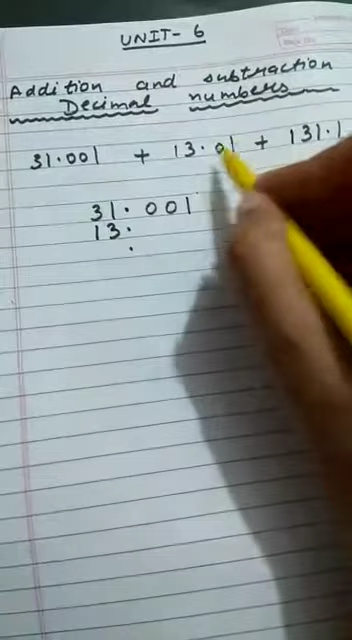 UNIT- 6
Addition and subtraction
Decimal numbers
31.001 + 13.01 + 131.1
31.001
13.
.